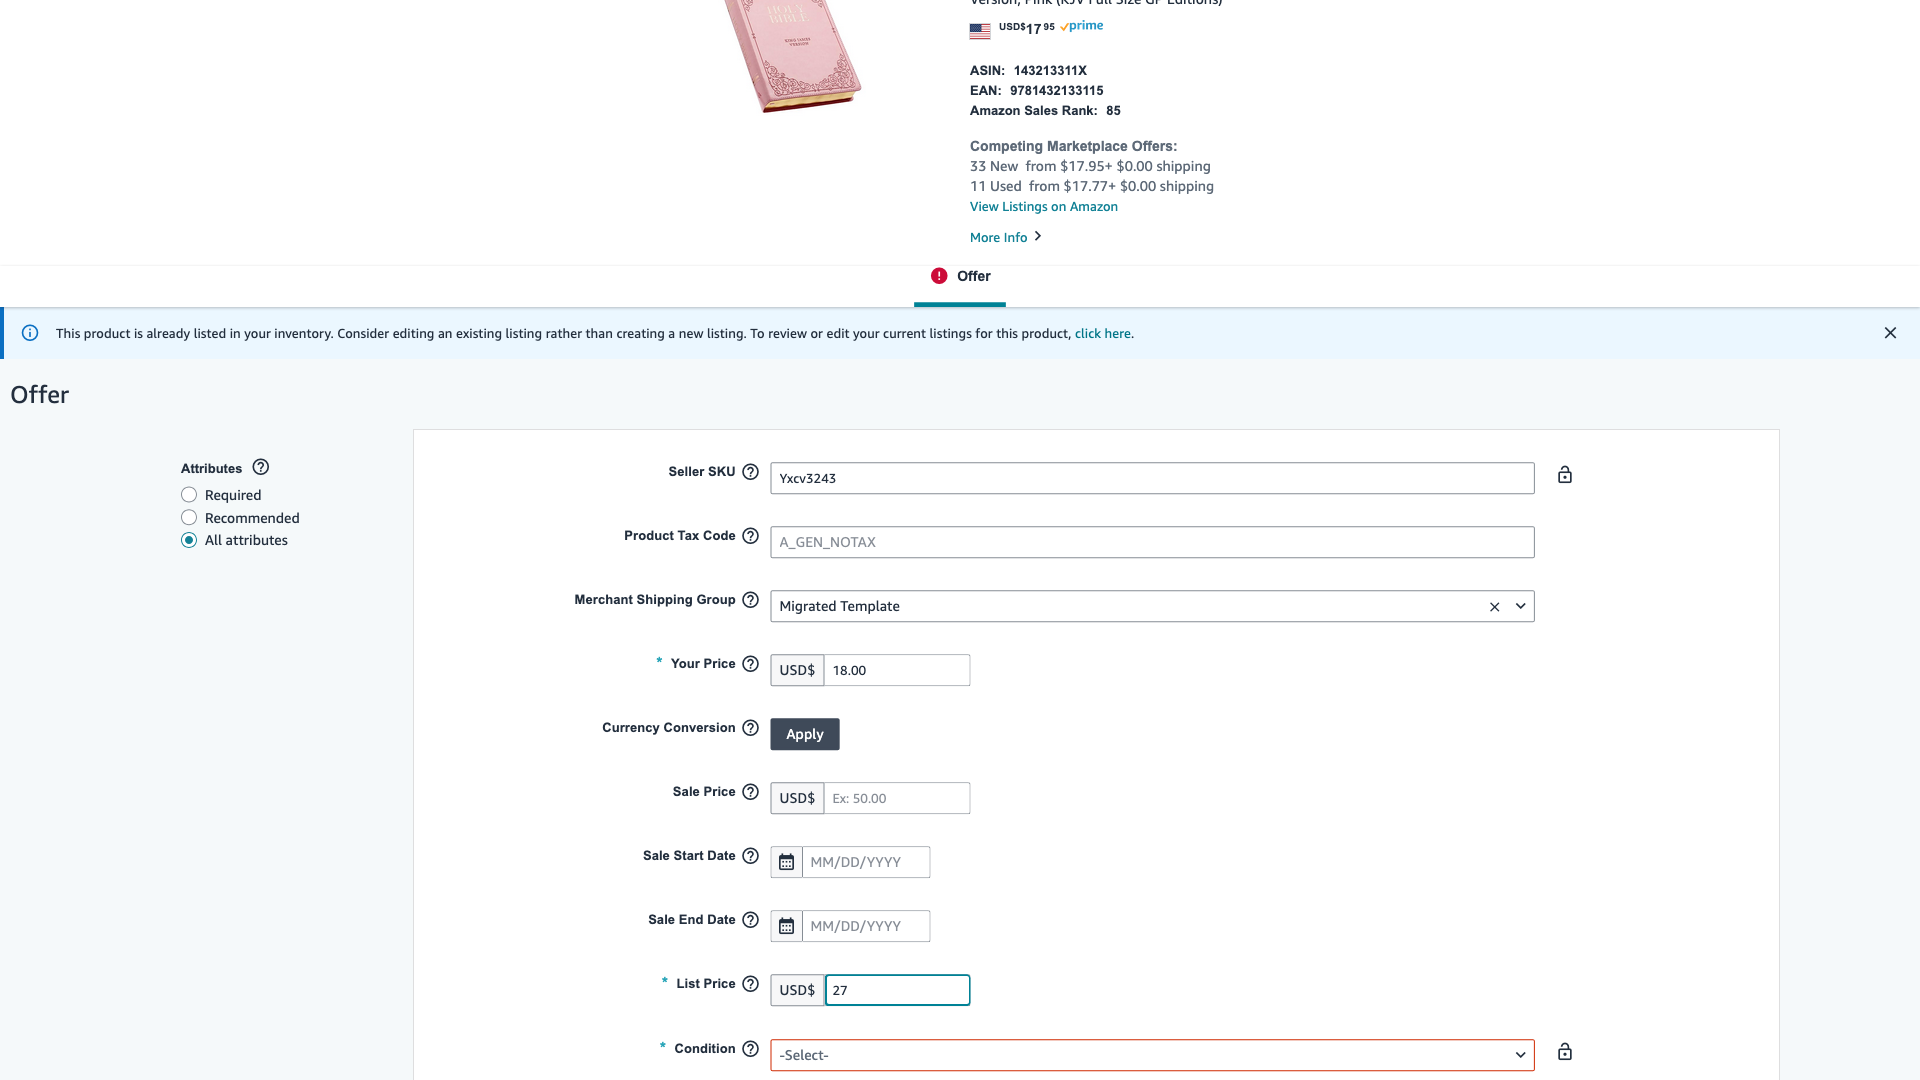 Version, Pink (KJV Full Size GP Editions)
HOLY
BIBLE
KING JAMES
VERSION
USD$17 95 prime
ASIN: 143213311X
EAN: 9781432133115
Amazon Sales Rank: 85
Competing Marketplace Offers:
33 New from $17.95+ $0.00 shipping
11 Used from $17.77+ $0.00 shipping
View Listings on Amazon
More Info
Offer
This product is already listed in your inventory. Consider editing an existing listing rather than creating a new listing. To review or edit your current listings for this product, click here.
Offer
Attributes
Required
Recommended
All attributes
Seller SKU
Yxcv3243
Product Tax Code
A_GEN_NOTAX
Merchant Shipping Group
Migrated Template
* Your Price
USD$ 18.00
Currency Conversion
Apply
Sale Price
USD$ Ex: 50.00
Sale Start Date
MM/DD/YYYY
Sale End Date
MM/DD/YYYY
* List Price
USD$ 27
* Condition
-Select-